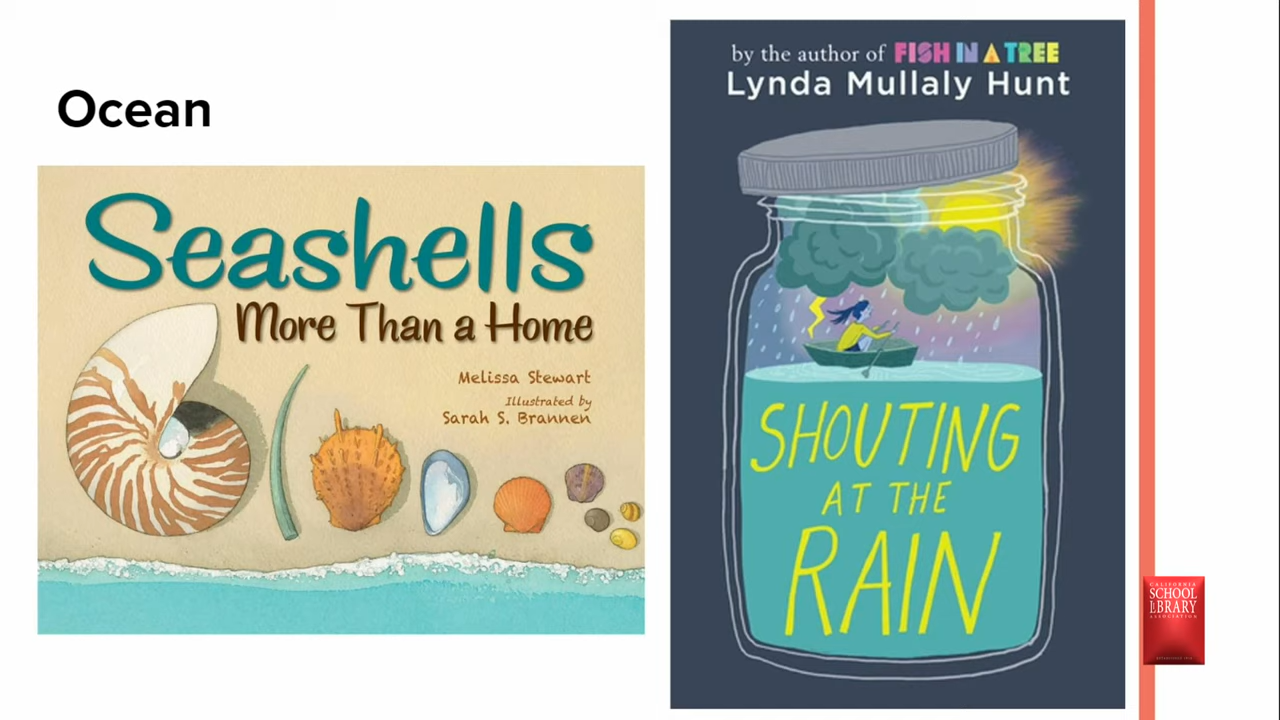 Ocean
Seashells
More Than a Home
Melissa Stewart
Illustrated by
Sarah S. Brannen
by the author of FISH IN A TREE
Lynda Mullaly Hunt
SHOUTING
AT THE
RAIN
CALIFORNIA
SCHOOL
LIBRARY
ASSOCIATION